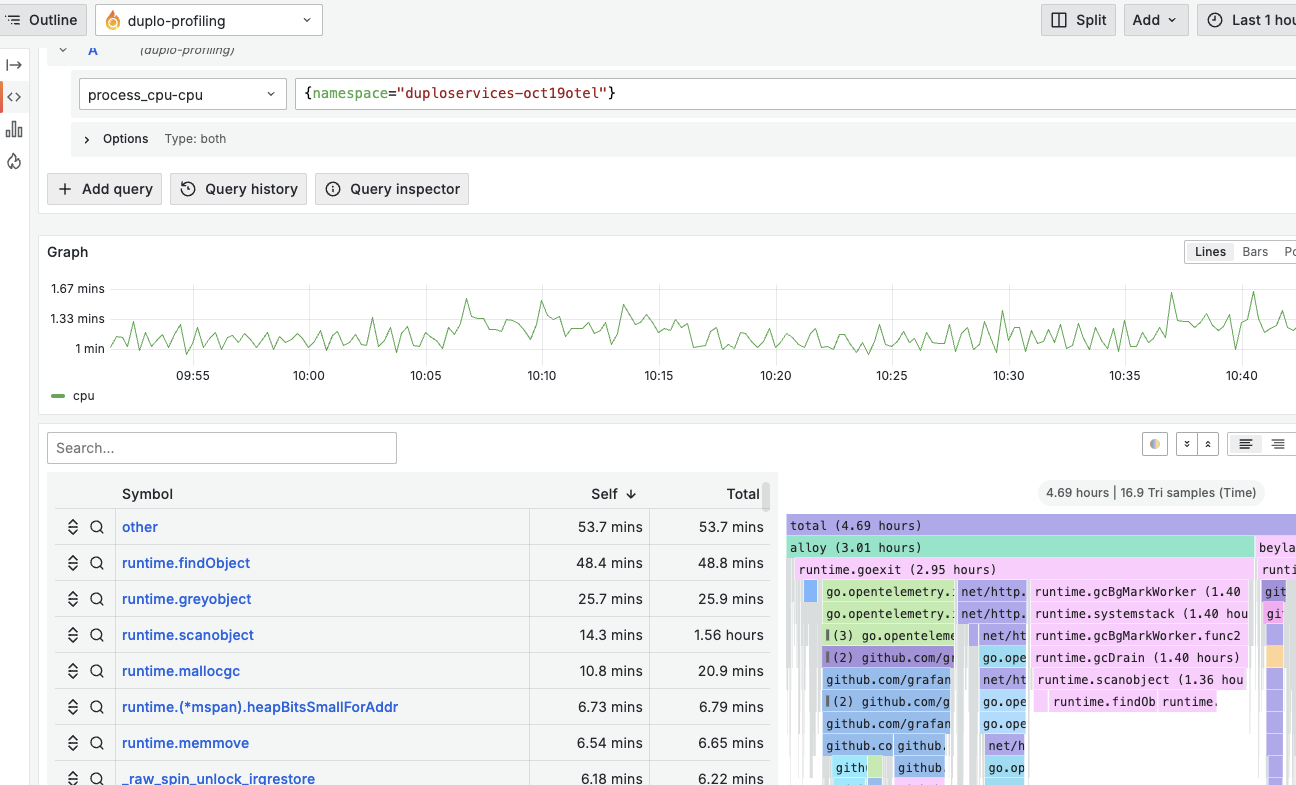 Outline
duplo-profiling
Split
Add
Last 1 hou
A (duplo-profiling)
process_cpu-cpu
{namespace="duploservices-oct19otel"}
Options Type: both
Add query
Query history
Query inspector
Graph
Lines Bars Po
1.67 mins
1.33 mins
1 min
09:55 10:00 10:05 10:10 10:15 10:20 10:25 10:30 10:35 10:40
cpu
Search...
Symbol Self Total
other 53.7 mins 53.7 mins
runtime.findObject 48.4 mins 48.8 mins
runtime.greyobject 25.7 mins 25.9 mins
runtime.scanobject 14.3 mins 1.56 hours
runtime.mallocgc 10.8 mins 20.9 mins
runtime.(*mspan).heapBitsSmallForAddr 6.73 mins 6.79 mins
runtime.memmove 6.54 mins 6.65 mins
_raw_spin_unlock_irqrestore 6.18 mins 6.22 mins
4.69 hours | 16.9 Tri samples (Time)
total (4.69 hours)
alloy (3.01 hours) beyla
runtime.goexit (2.95 hours) runti
go.opentelemetry. net/http. runtime.gcBgMarkWorker (1.40 git
go.opentelemetry. net/http. runtime.systemstack (1.40 hou gi
(3) go.openteleme net/ht runtime.gcBgMarkWorker.func2
(2) github.com/gr go.ope runtime.gcDrain (1.40 hours)
github.com/grafan net/ht runtime.scanobject (1.36 hou
(2) github.com/g go.ope runtime.findOb runtime.
github.com/grafan go.ope
github.co github. net/h
gith github. go.op